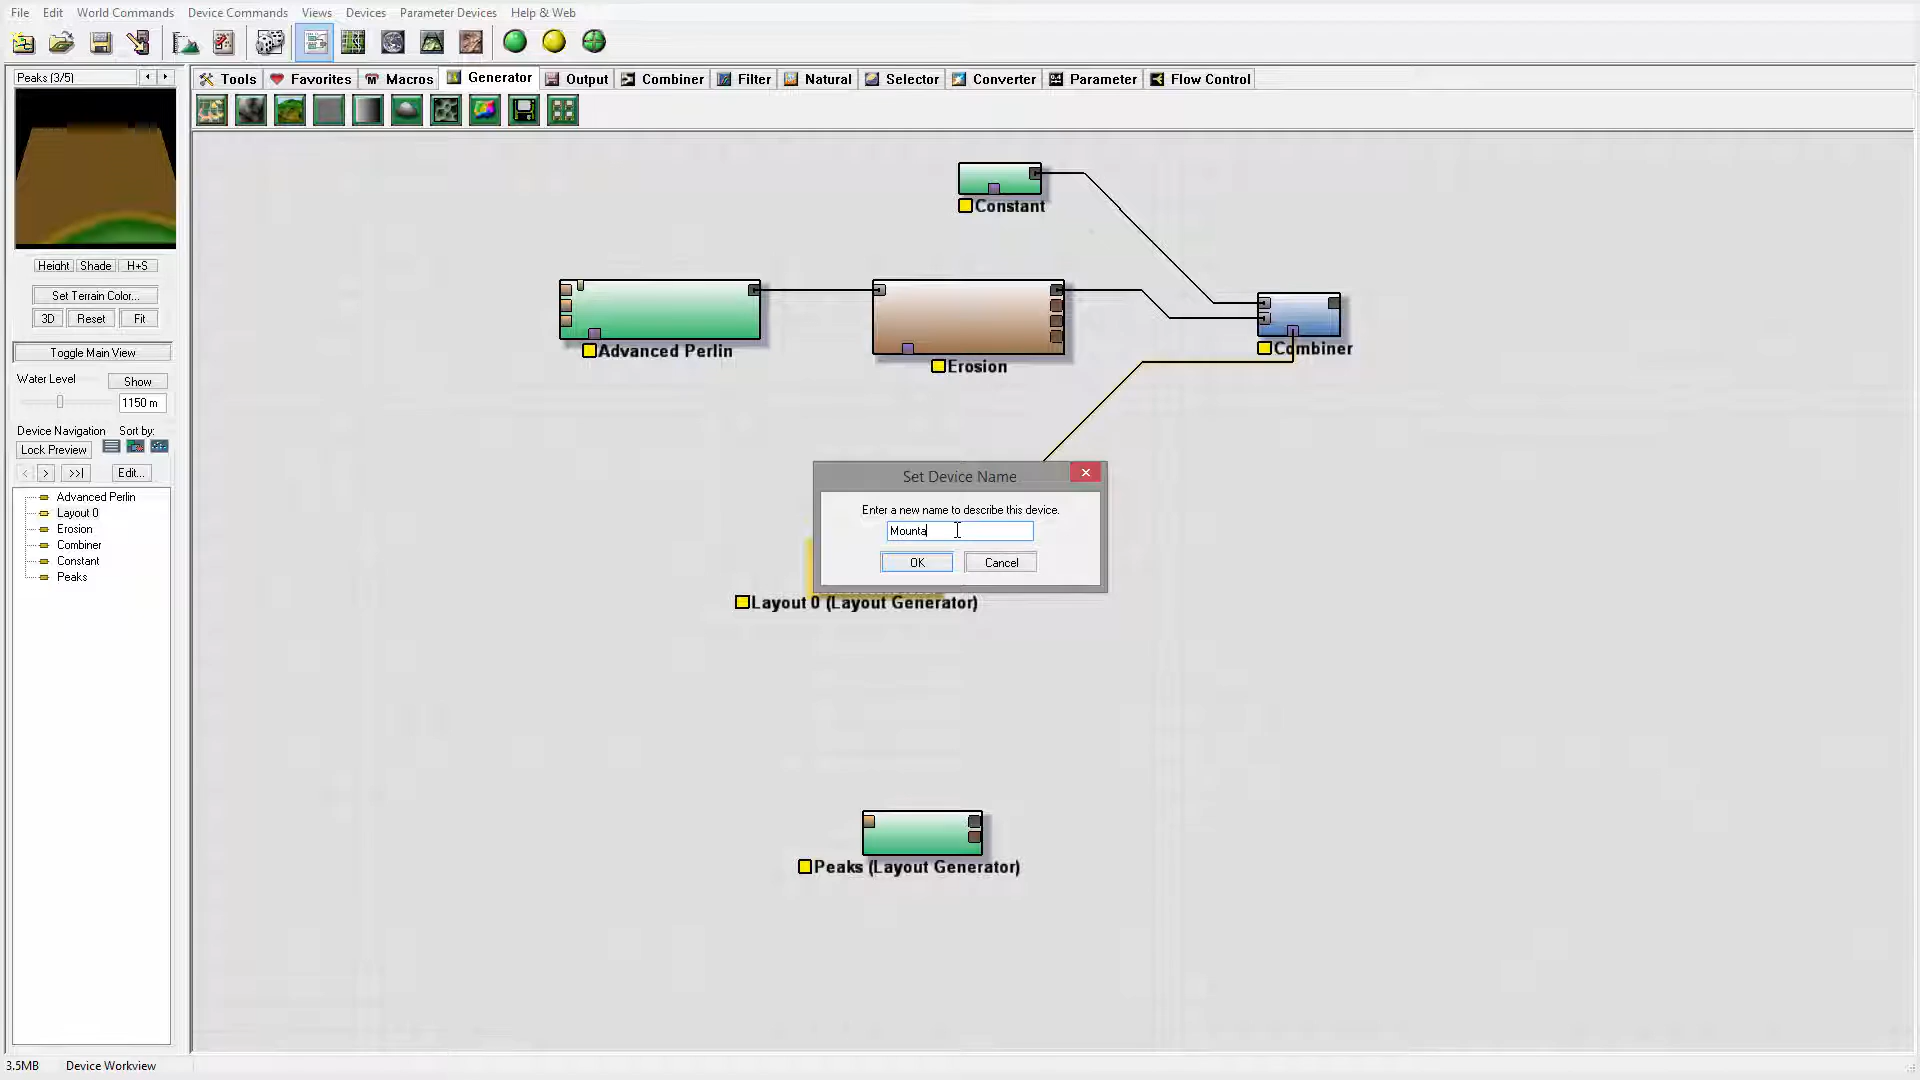 File Edit World Commands Device Commands Views Devices Parameter Devices Help & Web
Peaks (3/5)
Tools Favorites Macros Generator Output Combiner Filter Natural Selector Converter Parameter Flow Control
Height Shade H+S
Set Terrain Color...
3D Reset Fit
Toggle Main View
Water Level Show
1150 m
Device Navigation Sort by:
Lock Preview
< > >>| Edit...
Advanced Perlin
Layout 0
Erosion
Combiner
Constant
Peaks
Constant
Advanced Perlin
Erosion
Combiner
Set Device Name
Enter a new name to describe this device.
Mounta
OK Cancel
Layout 0 (Layout Generator)
Peaks (Layout Generator)
3.5MB Device Workview